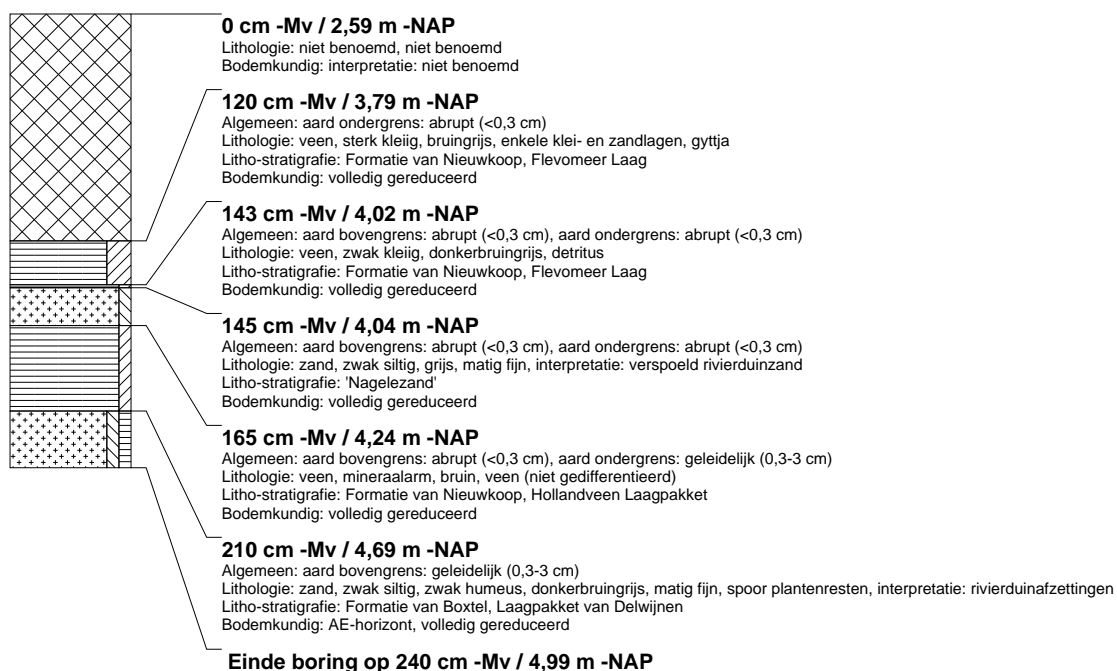 0 cm -Mv / 2,59 m -NAP
Lithologie: niet benoemd, niet benoemd
Bodemkundig: interpretatie: niet benoemd
120 cm -Mv / 3,79 m -NAP
Algemeen: aard ondergrens: abrupt (<0,3 cm)
Lithologie: veen, sterk kleiig, bruingrijs, enkele klei- en zandlagen, gyttja
Litho-stratigrafie: Formatie van Nieuwkoop, Flevomeer Laag
Bodemkundig: volledig gereduceerd
143 cm -Mv / 4,02 m -NAP
Algemeen: aard bovengrens: abrupt (<0,3 cm), aard ondergrens: abrupt (<0,3 cm)
Lithologie: veen, zwak kleiig, donkerbruingrijs, detritus
Litho-stratigrafie: Formatie van Nieuwkoop, Flevomeer Laag
Bodemkundig: volledig gereduceerd
145 cm -Mv / 4,04 m -NAP
Algemeen: aard bovengrens: abrupt (<0,3 cm), aard ondergrens: abrupt (<0,3 cm)
Lithologie: zand, zwak siltig, grijs, matig fijn, interpretatie: verspoeld rivierduinzand
Litho-stratigrafie: 'Nagelezand'
Bodemkundig: volledig gereduceerd
165 cm -Mv / 4,24 m -NAP
Algemeen: aard bovengrens: abrupt (<0,3 cm), aard ondergrens: geleidelijk (0,3-3 cm)
Lithologie: veen, mineraalarm, bruin, veen (niet gedifferentieerd)
Litho-stratigrafie: Formatie van Nieuwkoop, Hollandveen Laagpakket
Bodemkundig: volledig gereduceerd
210 cm -Mv / 4,69 m -NAP
Algemeen: aard bovengrens: geleidelijk (0,3-3 cm)
Lithologie: zand, zwak siltig, zwak humeus, donkerbruingrijs, matig fijn, spoor plantenresten, interpretatie: rivierduinafzettingen
Litho-stratigrafie: Formatie van Boxtel, Laagpakket van Delwijnen
Bodemkundig: AE-horizont, volledig gereduceerd
Einde boring op 240 cm -Mv / 4,99 m -NAP